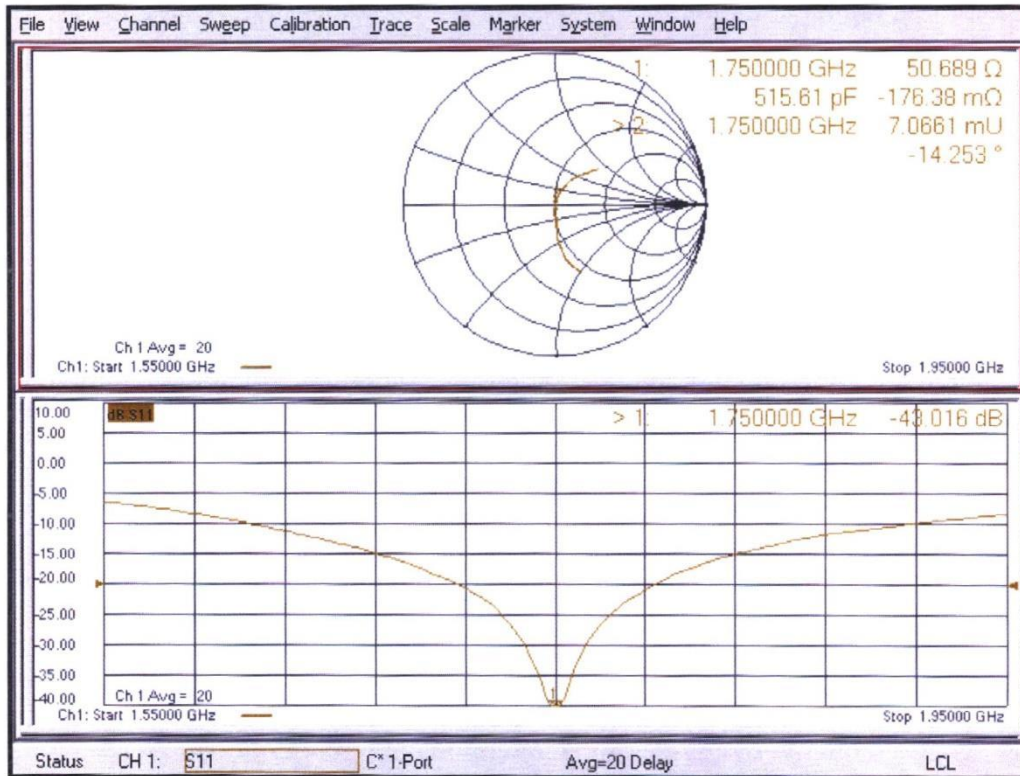 File View Channel Sweep Calibration Trace Scale Marker System Window Help
1: 1.750000 GHz 50.689 Ω
515.61 pF -176.38 mΩ
> 2: 1.750000 GHz 7.0661 mU
-14.253 °
Ch 1 Avg = 20
Ch1: Start 1.55000 GHz Stop 1.95000 GHz
10.00 dB S11 > 1: 1.750000 GHz -43.016 dB
5.00
0.00
-5.00
-10.00
-15.00
-20.00
-25.00
-30.00
-35.00 1
-40.00 Ch 1 Avg = 20
Ch1: Start 1.55000 GHz Stop 1.95000 GHz
Status CH 1: S11 C* 1-Port Avg=20 Delay LCL